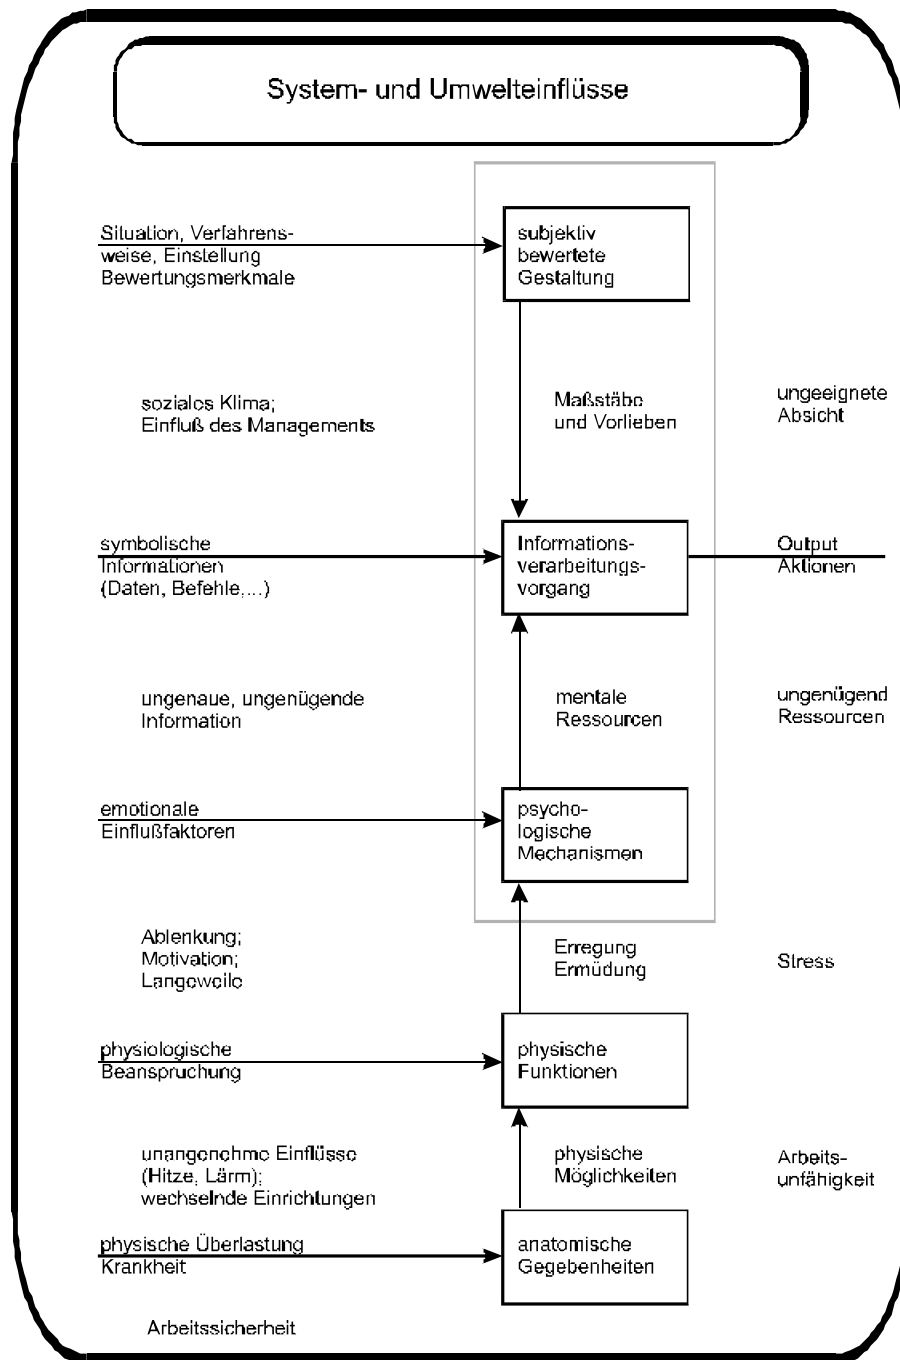 System- und Umwelteinflüsse
Situation, Verfahrens-
weise, Einstellung
Bewertungsmerkmale
subjektiv
bewertete
Gestaltung
soziales Klima;
Einfluß des Managements
Maßstäbe
und Vorlieben
ungeeignete
Absicht
symbolische
Informationen
(Daten, Befehle,...)
Informations-
verarbeitungs-
vorgang
Output
Aktionen
ungenaue, ungenügende
Information
mentale
Ressourcen
ungenügend
Ressourcen
emotionale
Einflußfaktoren
psycho-
logische
Mechanismen
Ablenkung;
Motivation;
Langeweile
Erregung
Ermüdung
Stress
physiologische
Beanspruchung
physische
Funktionen
unangenehme Einflüsse
(Hitze, Lärm);
wechselnde Einrichtungen
physische
Möglichkeiten
Arbeits-
unfähigkeit
physische Überlastung
Krankheit
anatomische
Gegebenheiten
Arbeitssicherheit